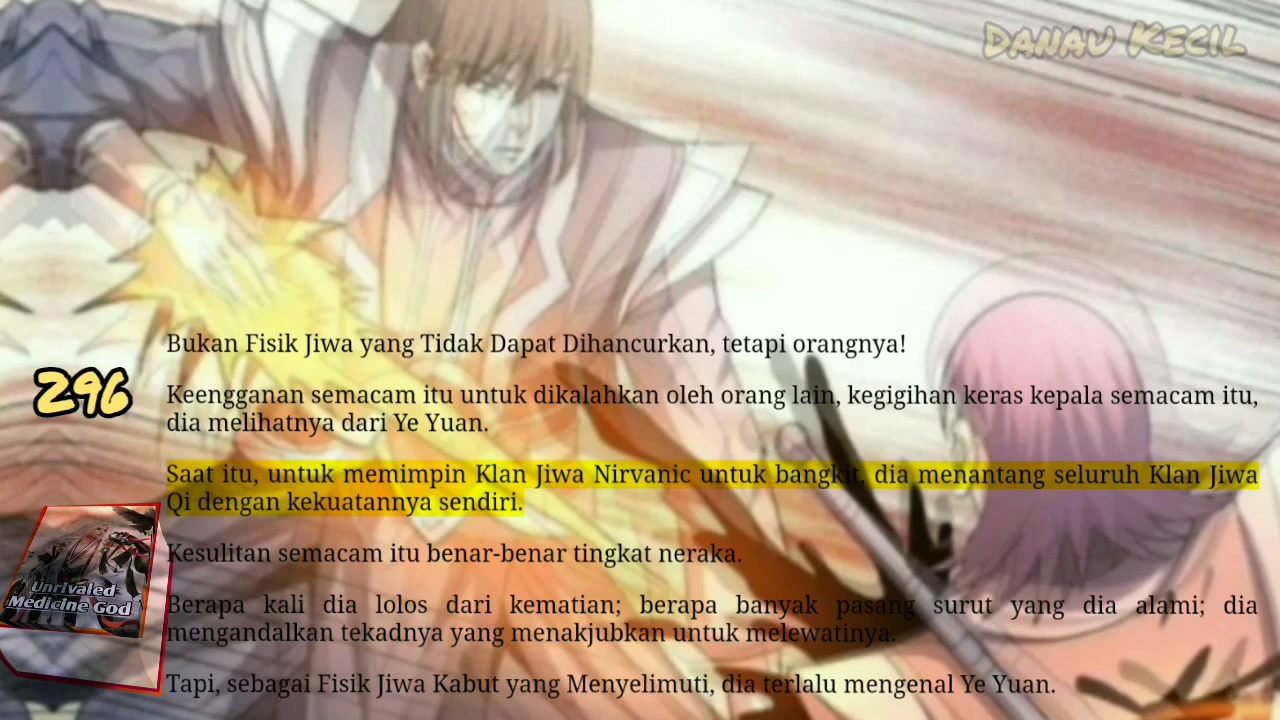 Danau Kecil
Bukan Fisik Jiwa yang Tidak Dapat Dihancurkan, tetapi orangnya!
296
Keengganan semacam itu untuk dikalahkan oleh orang lain, kegigihan keras kepala semacam itu,
dia melihatnya dari Ye Yuan.
Saat itu, untuk memimpin Klan Jiwa Nirvanic untuk bangkit, dia menantang seluruh Klan Jiwa
Qi dengan kekuatannya sendiri.
Kesulitan semacam itu benar-benar tingkat neraka.
Unrivaled
Medicine God
Berapa kali dia lolos dari kematian; berapa banyak pasang surut yang dia alami; dia
mengandalkan tekadnya yang menakjubkan untuk melewatinya.
Tapi, sebagai Fisik Jiwa Kabut yang Menyelimuti, dia terlalu mengenal Ye Yuan.